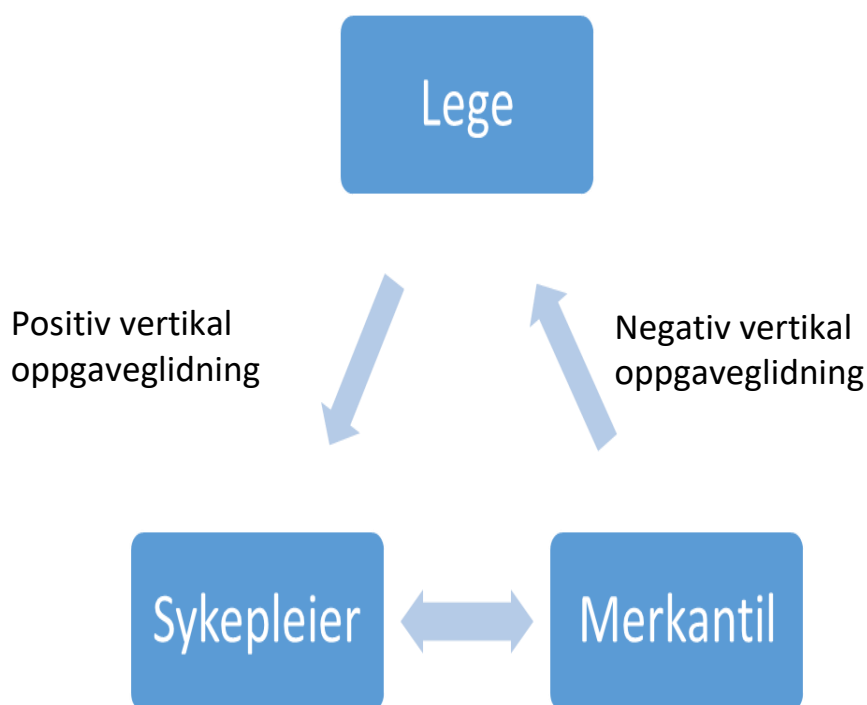 Lege
Positiv vertikal
oppgaveglidning
Negativ vertikal
oppgaveglidning
Sykepleier
Merkantil